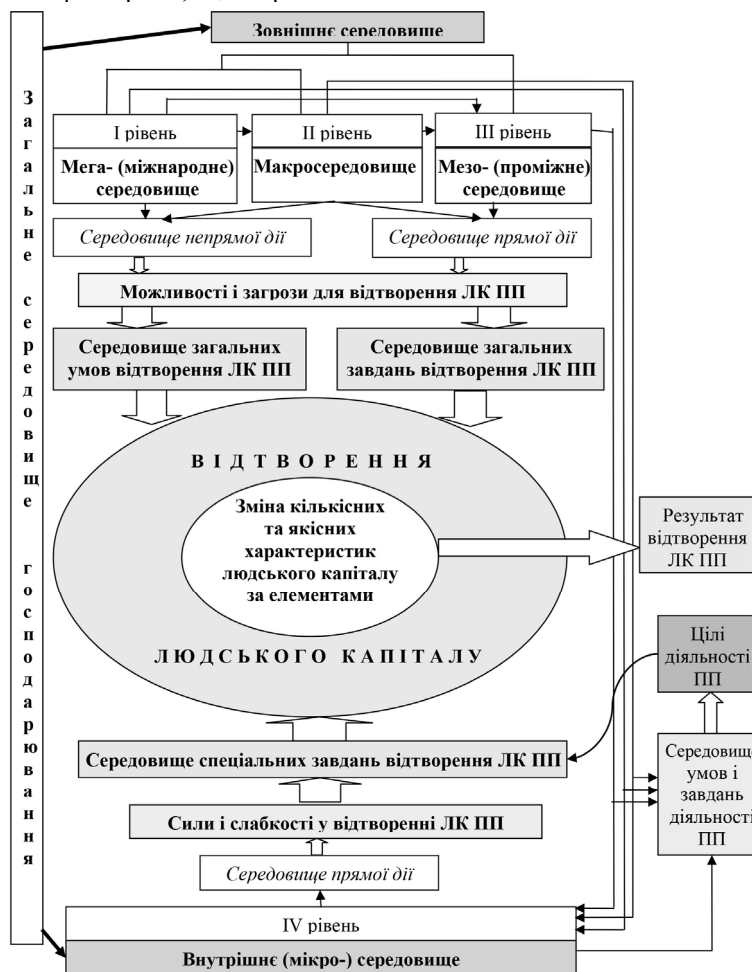 Загальне середовище господарювання
Зовнішнє середовище
I рівень
II рівень
III рівень
Мега- (міжнародне)
середовище
Макросередовище
Мезо- (проміжне)
середовище
Середовище непрямої дії
Середовище прямої дії
Можливості і загрози для відтворення ЛК ПП
Середовище загальних
умов відтворення ЛК ПП
Середовище загальних
завдань відтворення ЛК ПП
ВІДТВОРЕННЯ
Зміна кількісних
та якісних
характеристик
людського капіталу
за елементами
ЛЮДСЬКОГО КАПІТАЛУ
Результат
відтворення
ЛК ПП
Цілі
діяльності
ПП
Середовище
умов і
завдань
діяльності
ПП
Середовище спеціальних завдань відтворення ЛК ПП
Сили і слабкості у відтворенні ЛК ПП
Середовище прямої дії
IV рівень
Внутрішнє (мікро-) середовище